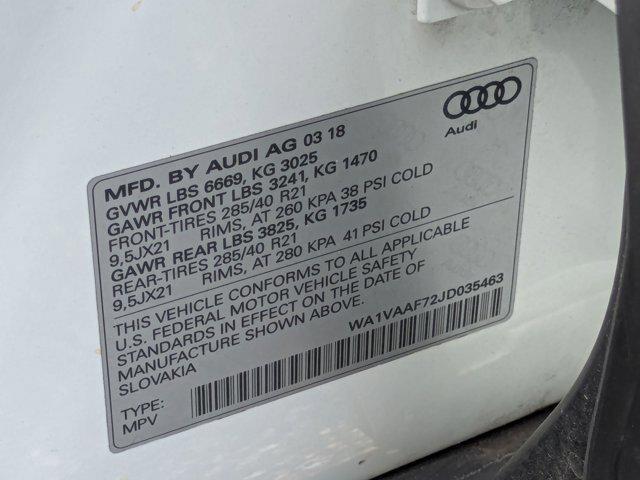 Audi
MFD. BY AUDI AG 03 18
GVWR LBS 6669, KG 3025
GAWR FRONT LBS 3241, KG 1470
FRONT-TIRES 285/40 R21
9,5JX21 RIMS, AT 260 KPA 38 PSI COLD
GAWR REAR LBS 3825, KG 1735
REAR-TIRES 285/40 R21
9,5JX21 RIMS, AT 280 KPA 41 PSI COLD
THIS VEHICLE CONFORMS TO ALL APPLICABLE
U.S. FEDERAL MOTOR VEHICLE SAFETY
STANDARDS IN EFFECT ON THE DATE OF
MANUFACTURE SHOWN ABOVE.
SLOVAKIA
WA1VAAF72JD035463
TYPE:
MPV